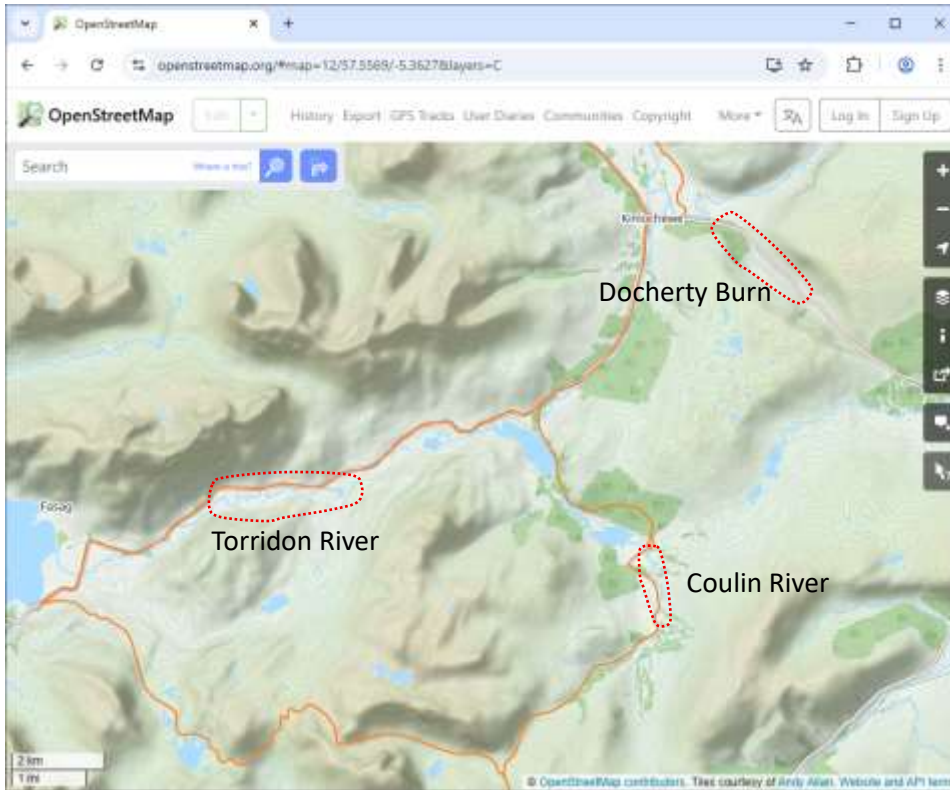 OpenStreetMap
openstreetmap.org/#map=12/57.5569/-5.3627&layers=C
OpenStreetMap
Edit
History Export GPS Traces User Diaries Communities Copyright More Log In Sign Up
Search
Where is this?
Kinlochewe
Docherty Burn
Fasag
Torridon River
Coulin River
2 km
1 mi
© OpenStreetMap contributors. Tiles courtesy of Andy Allan. Website and API terms